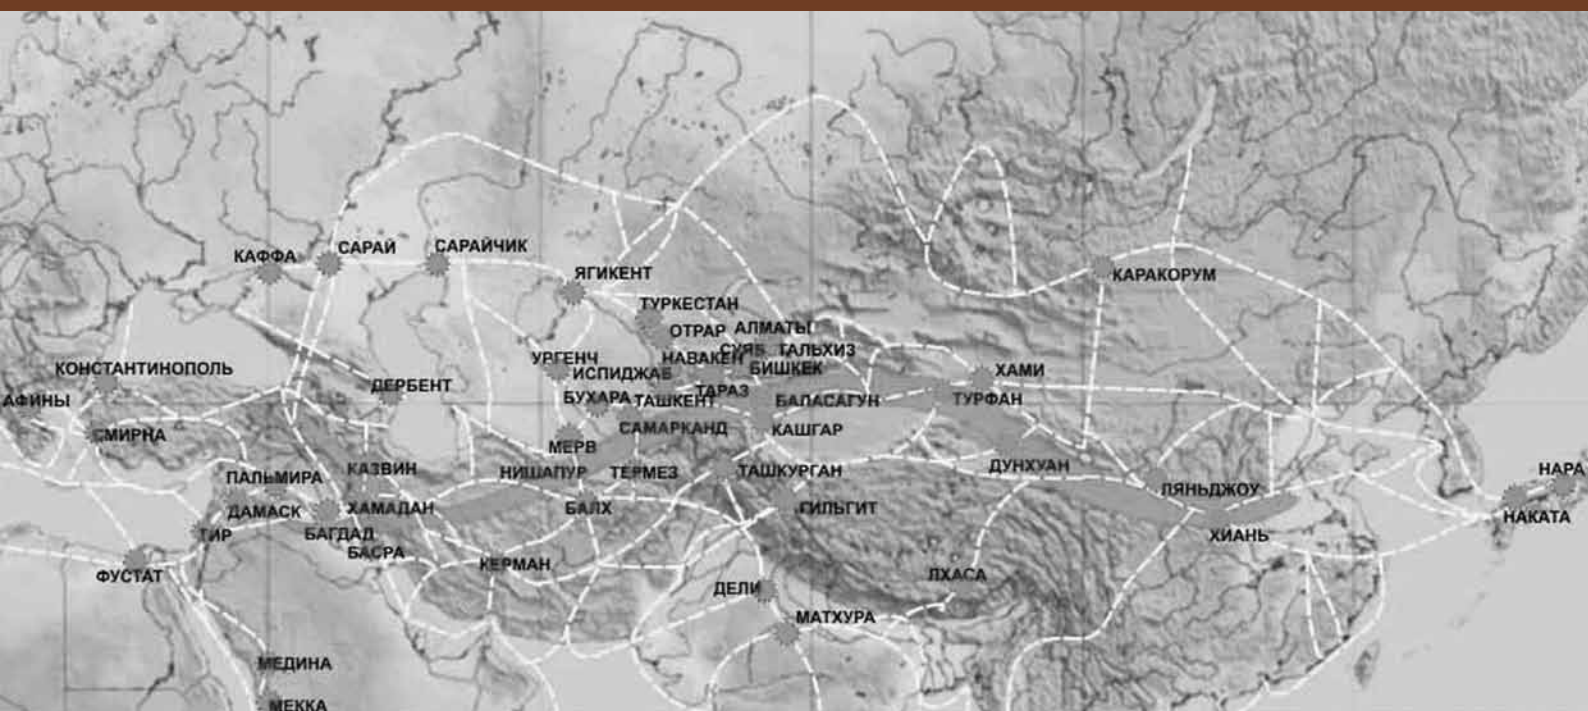 КАФФА
САРАЙ
САРАЙЧИК
ЯГИКЕНТ
КАРАКОРУМ
ТУРКЕСТАН
ОТРАР
АЛМАТЫ
СУЯБ
ТАЛЬХИЗ
НАВАКЕН
БИШКЕК
УРГЕНЧ
ИСПИДЖАБ
КОНСТАНТИНОПОЛЬ
ДЕРБЕНТ
ХАМИ
ТАРАЗ
БУХАРА
ТАШКЕНТ
БАЛАСАГУН
ТУРФАН
АФИНЫ
САМАРКАНД
КАШГАР
СМИРНА
МЕРВ
КАЗВИН
НИШАПУР
ТЕРМЕЗ
ТАШКУРГАН
ДУНХУАН
НАРА
ПАЛЬМИРА
ЛЯНЬДЖОУ
ДАМАСК
ХАМАДАН
БАЛХ
ГИЛЬГИТ
НАКАТА
ТИР
БАГДАД
ХИАНЬ
БАСРА
КЕРМАН
ФУСТАТ
ЛХАСА
ДЕЛИ
МАТХУРА
МЕДИНА
МЕККА